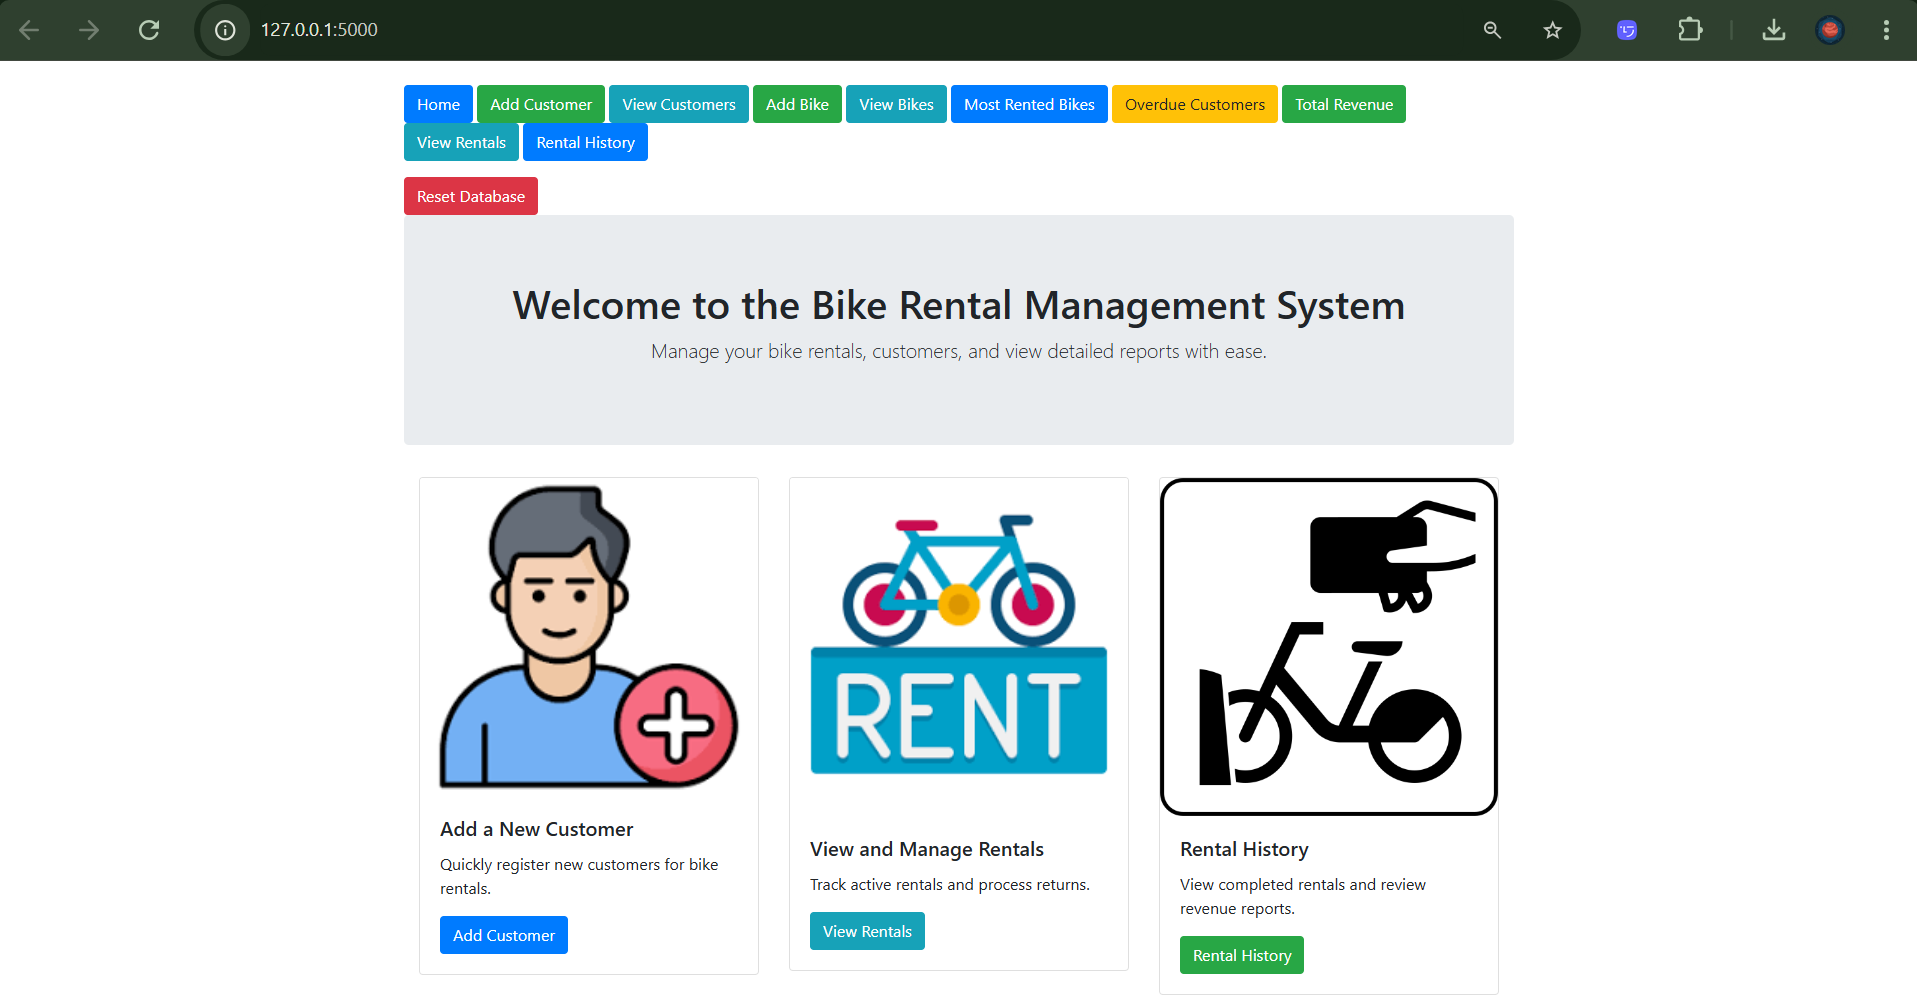 127.0.0.1:5000
Home Add Customer View Customers Add Bike View Bikes Most Rented Bikes Overdue Customers Total Revenue
View Rentals Rental History
Reset Database
Welcome to the Bike Rental Management System
Manage your bike rentals, customers, and view detailed reports with ease.
RENT
Add a New Customer
Quickly register new customers for bike
rentals.
Add Customer
View and Manage Rentals
Track active rentals and process returns.
View Rentals
Rental History
View completed rentals and review
revenue reports.
Rental History